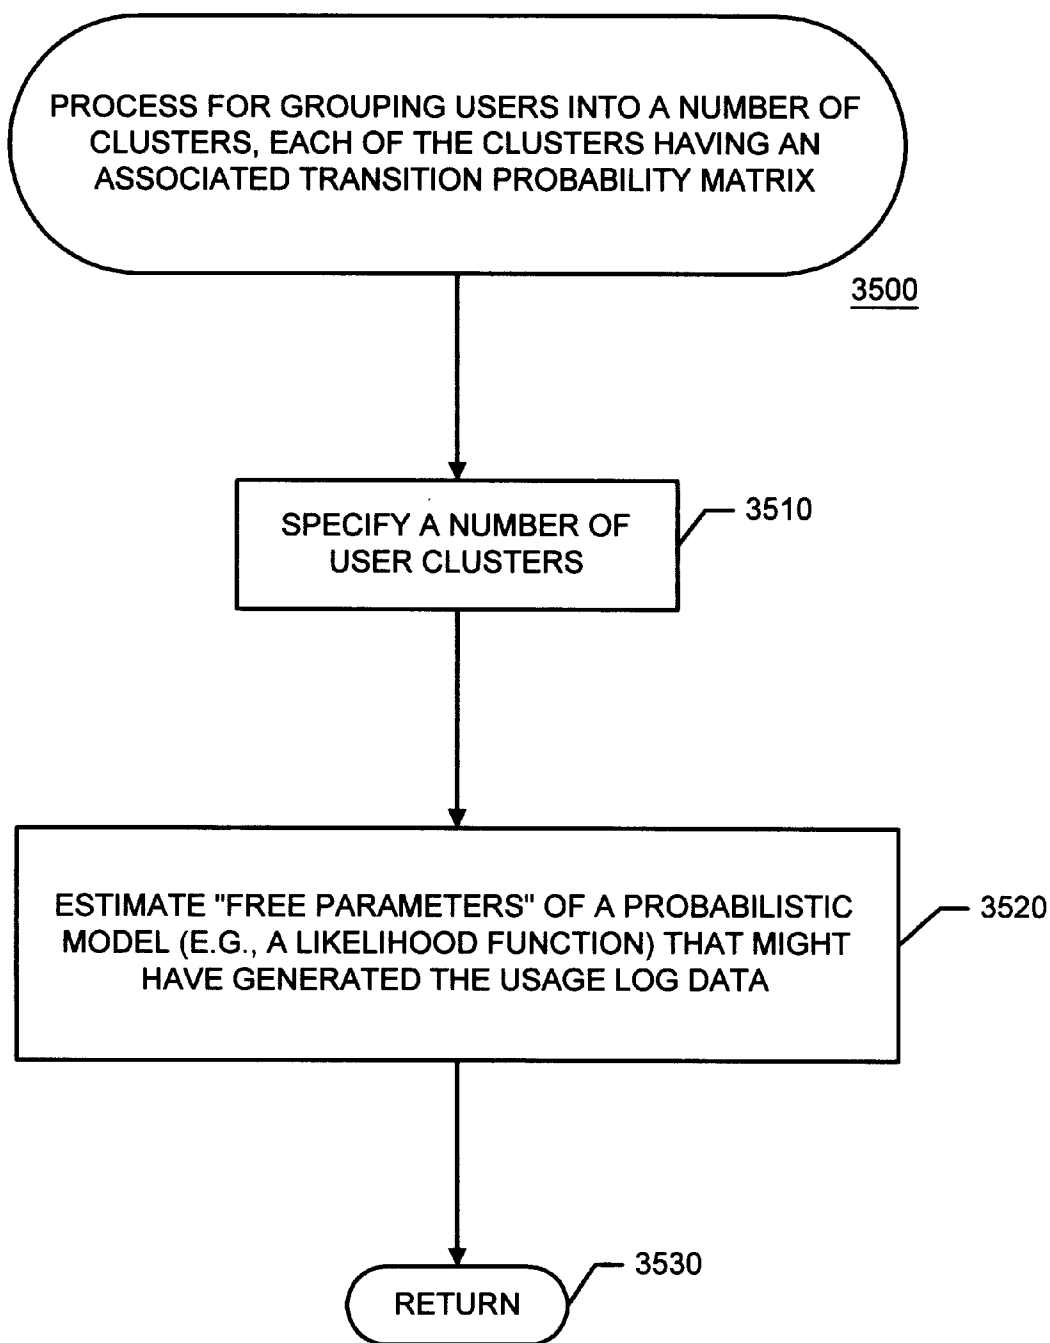 PROCESS FOR GROUPING USERS INTO A NUMBER OF
CLUSTERS, EACH OF THE CLUSTERS HAVING AN
ASSOCIATED TRANSITION PROBABILITY MATRIX
3500
SPECIFY A NUMBER OF
USER CLUSTERS
3510
ESTIMATE "FREE PARAMETERS" OF A PROBABILISTIC
MODEL (E.G., A LIKELIHOOD FUNCTION) THAT MIGHT
HAVE GENERATED THE USAGE LOG DATA
3520
RETURN
3530